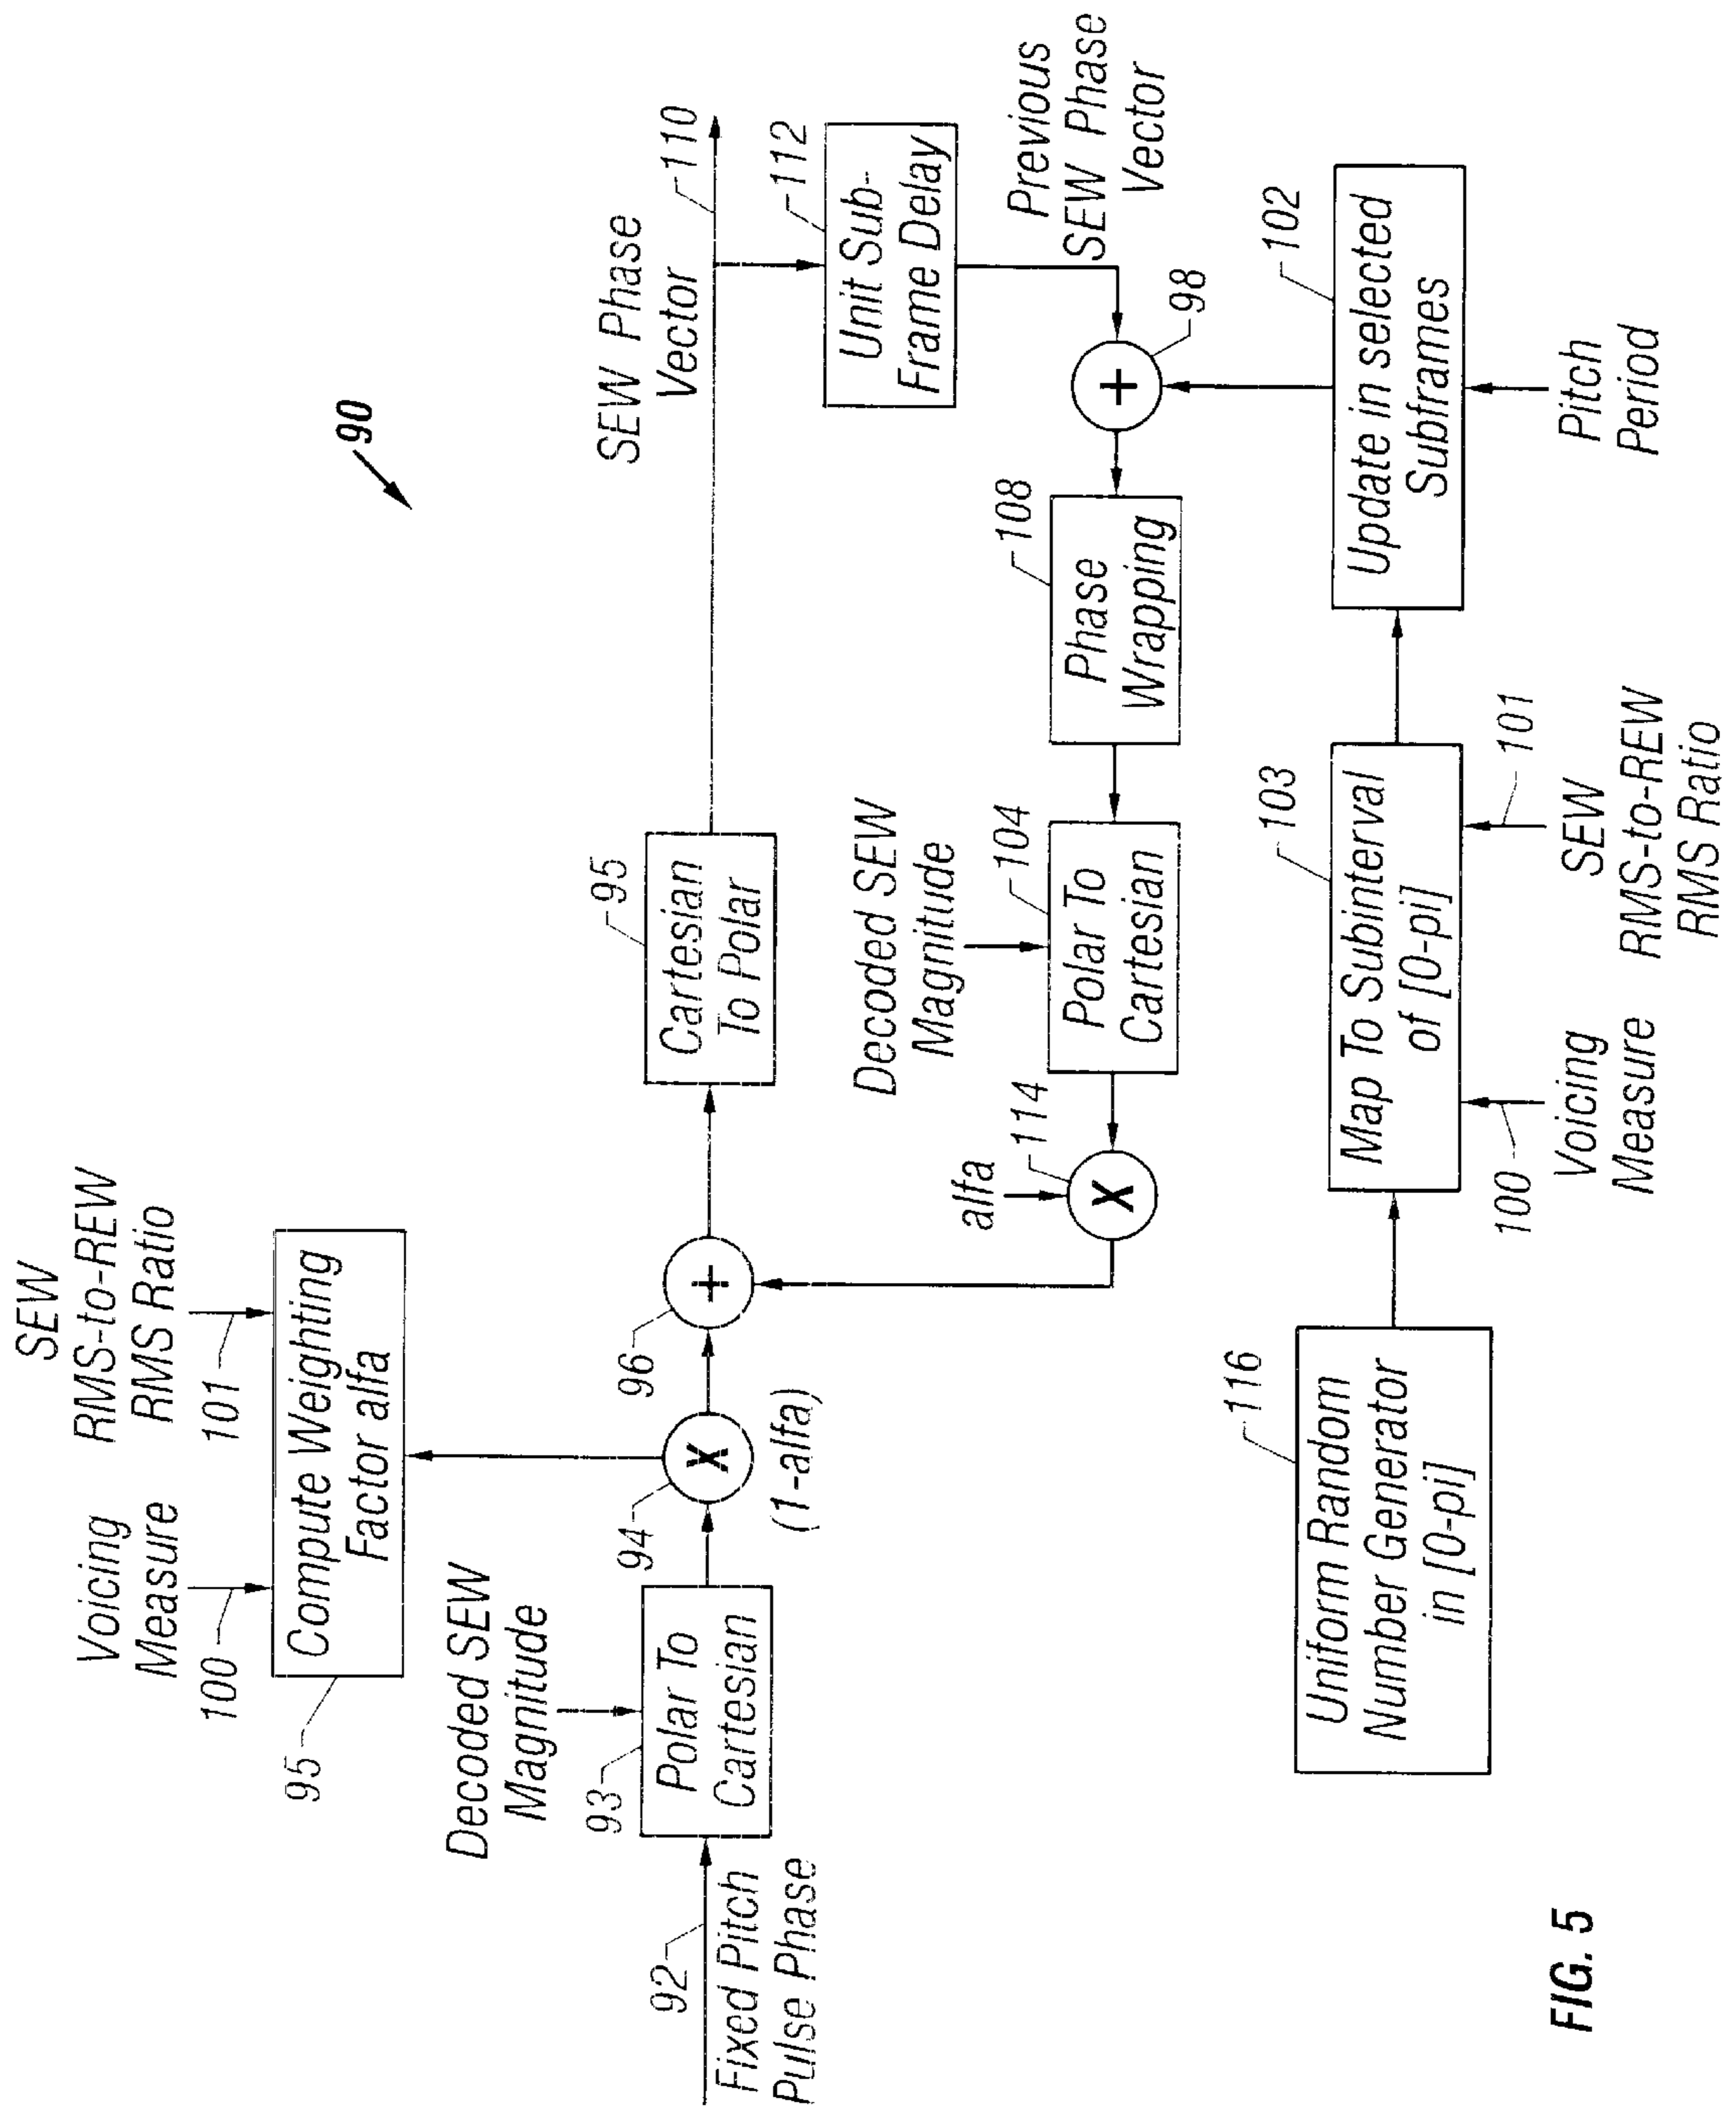 90
SEW
RMS-to-REW
RMS Ratio
101
Voicing
Measure
100
Compute Weighting
Factor alfa
95
Decoded SEW
Magnitude
93
Polar To
Cartesian
92
Fixed Pitch
Pulse Phase
94
X
(1-alfa)
96
+
95
Cartesian
To Polar
SEW Phase
Vector
110
112
Unit Sub-
Frame Delay
Previous
SEW Phase
Vector
98
+
108
Phase
Wrapping
Decoded SEW
Magnitude
104
Polar To
Cartesian
alfa
114
X
116
Uniform Random
Number Generator
in [0-pi]
103
Map To Subinterval
of [0-pi]
100
Voicing
Measure
101
SEW
RMS-to-REW
RMS Ratio
102
Update in selected
Subframes
Pitch
Period
FIG. 5